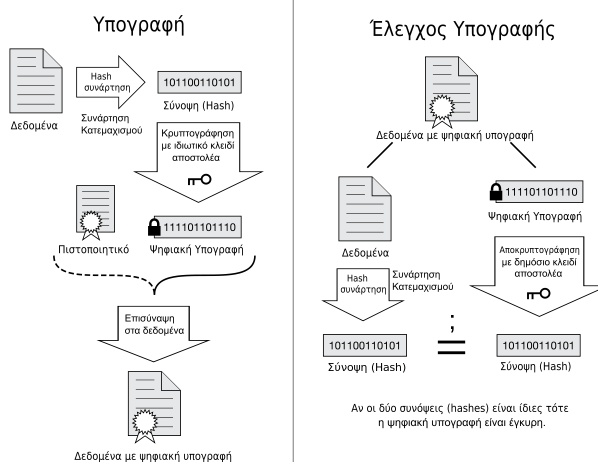 Υπογραφή
Hash
συνάρτηση
101100110101
Σύνοψη (Hash)
Δεδομένα
Συνάρτηση
Κατεμαχισμού
Κρυπτογράφηση
με ιδιωτικό κλειδί
αποστολέα
111101101110
Πιστοποιητικό
Ψηφιακή Υπογραφή
Επισύναψη
στα δεδομένα
Δεδομένα με ψηφιακή υπογραφή
Έλεγχος Υπογραφής
Δεδομένα με ψηφιακή υπογραφή
111101101110
Ψηφιακή Υπογραφή
Δεδομένα
Αποκρυπτογράφηση
με δημόσιο κλειδί
αποστολέα
Hash
συνάρτηση
Συνάρτηση
Κατεμαχισμού
;
=
101100110101
101100110101
Σύνοψη (Hash)
Σύνοψη (Hash)
Αν οι δύο συνόψεις (hashes) είναι ίδιες τότε
η ψηφιακή υπογραφή είναι έγκυρη.